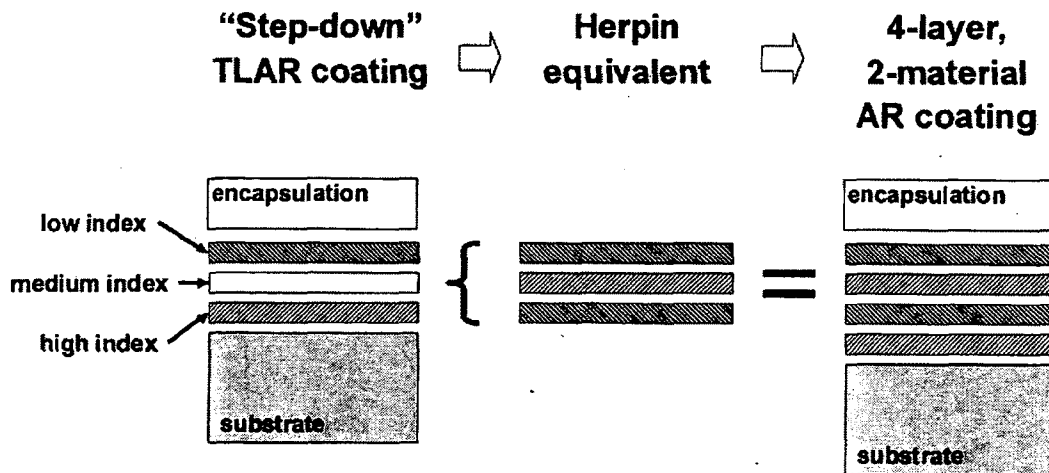 “Step-down”
TLAR coating
Herpin
equivalent
4-layer,
2-material
AR coating
encapsulation
low index
medium index
high index
substrate
encapsulation
substrate